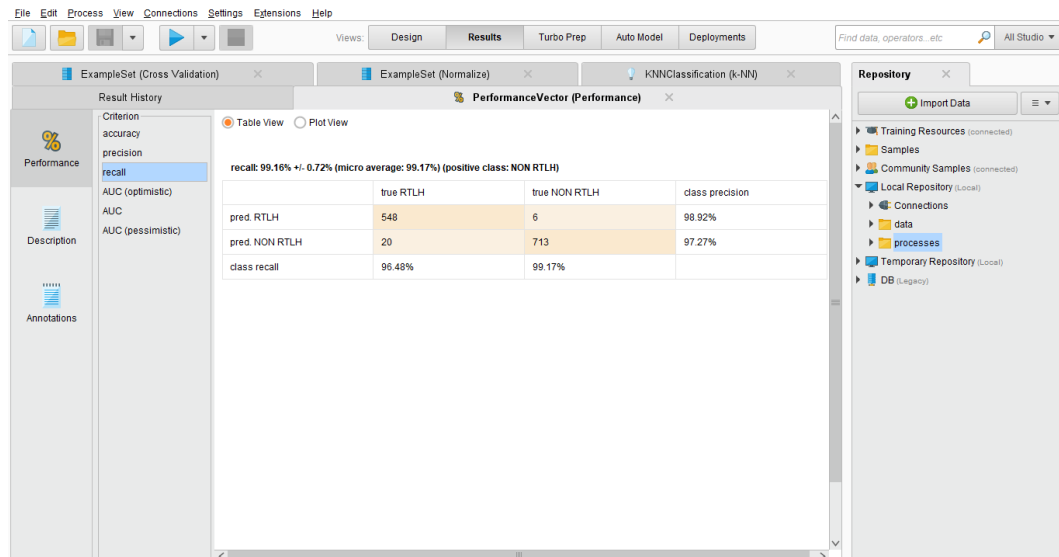 File Edit Process View Connections Settings Extensions Help
Views: Design Results Turbo Prep Auto Model Deployments Find data, operators...etc All Studio
ExampleSet (Cross Validation) ExampleSet (Normalize) KNNClassification (k-NN)
Result History PerformanceVector (Performance)
Performance
Description
Annotations
Criterion
accuracy
precision
recall
AUC (optimistic)
AUC
AUC (pessimistic)
Table View Plot View
recall: 99.16% +/- 0.72% (micro average: 99.17%) (positive class: NON RTLH)
true RTLH true NON RTLH class precision
pred. RTLH 548 6 98.92%
pred. NON RTLH 20 713 97.27%
class recall 96.48% 99.17%
Repository
Import Data
Training Resources (connected)
Samples
Community Samples (connected)
Local Repository (Local)
Connections
data
processes
Temporary Repository (Local)
DB (Legacy)